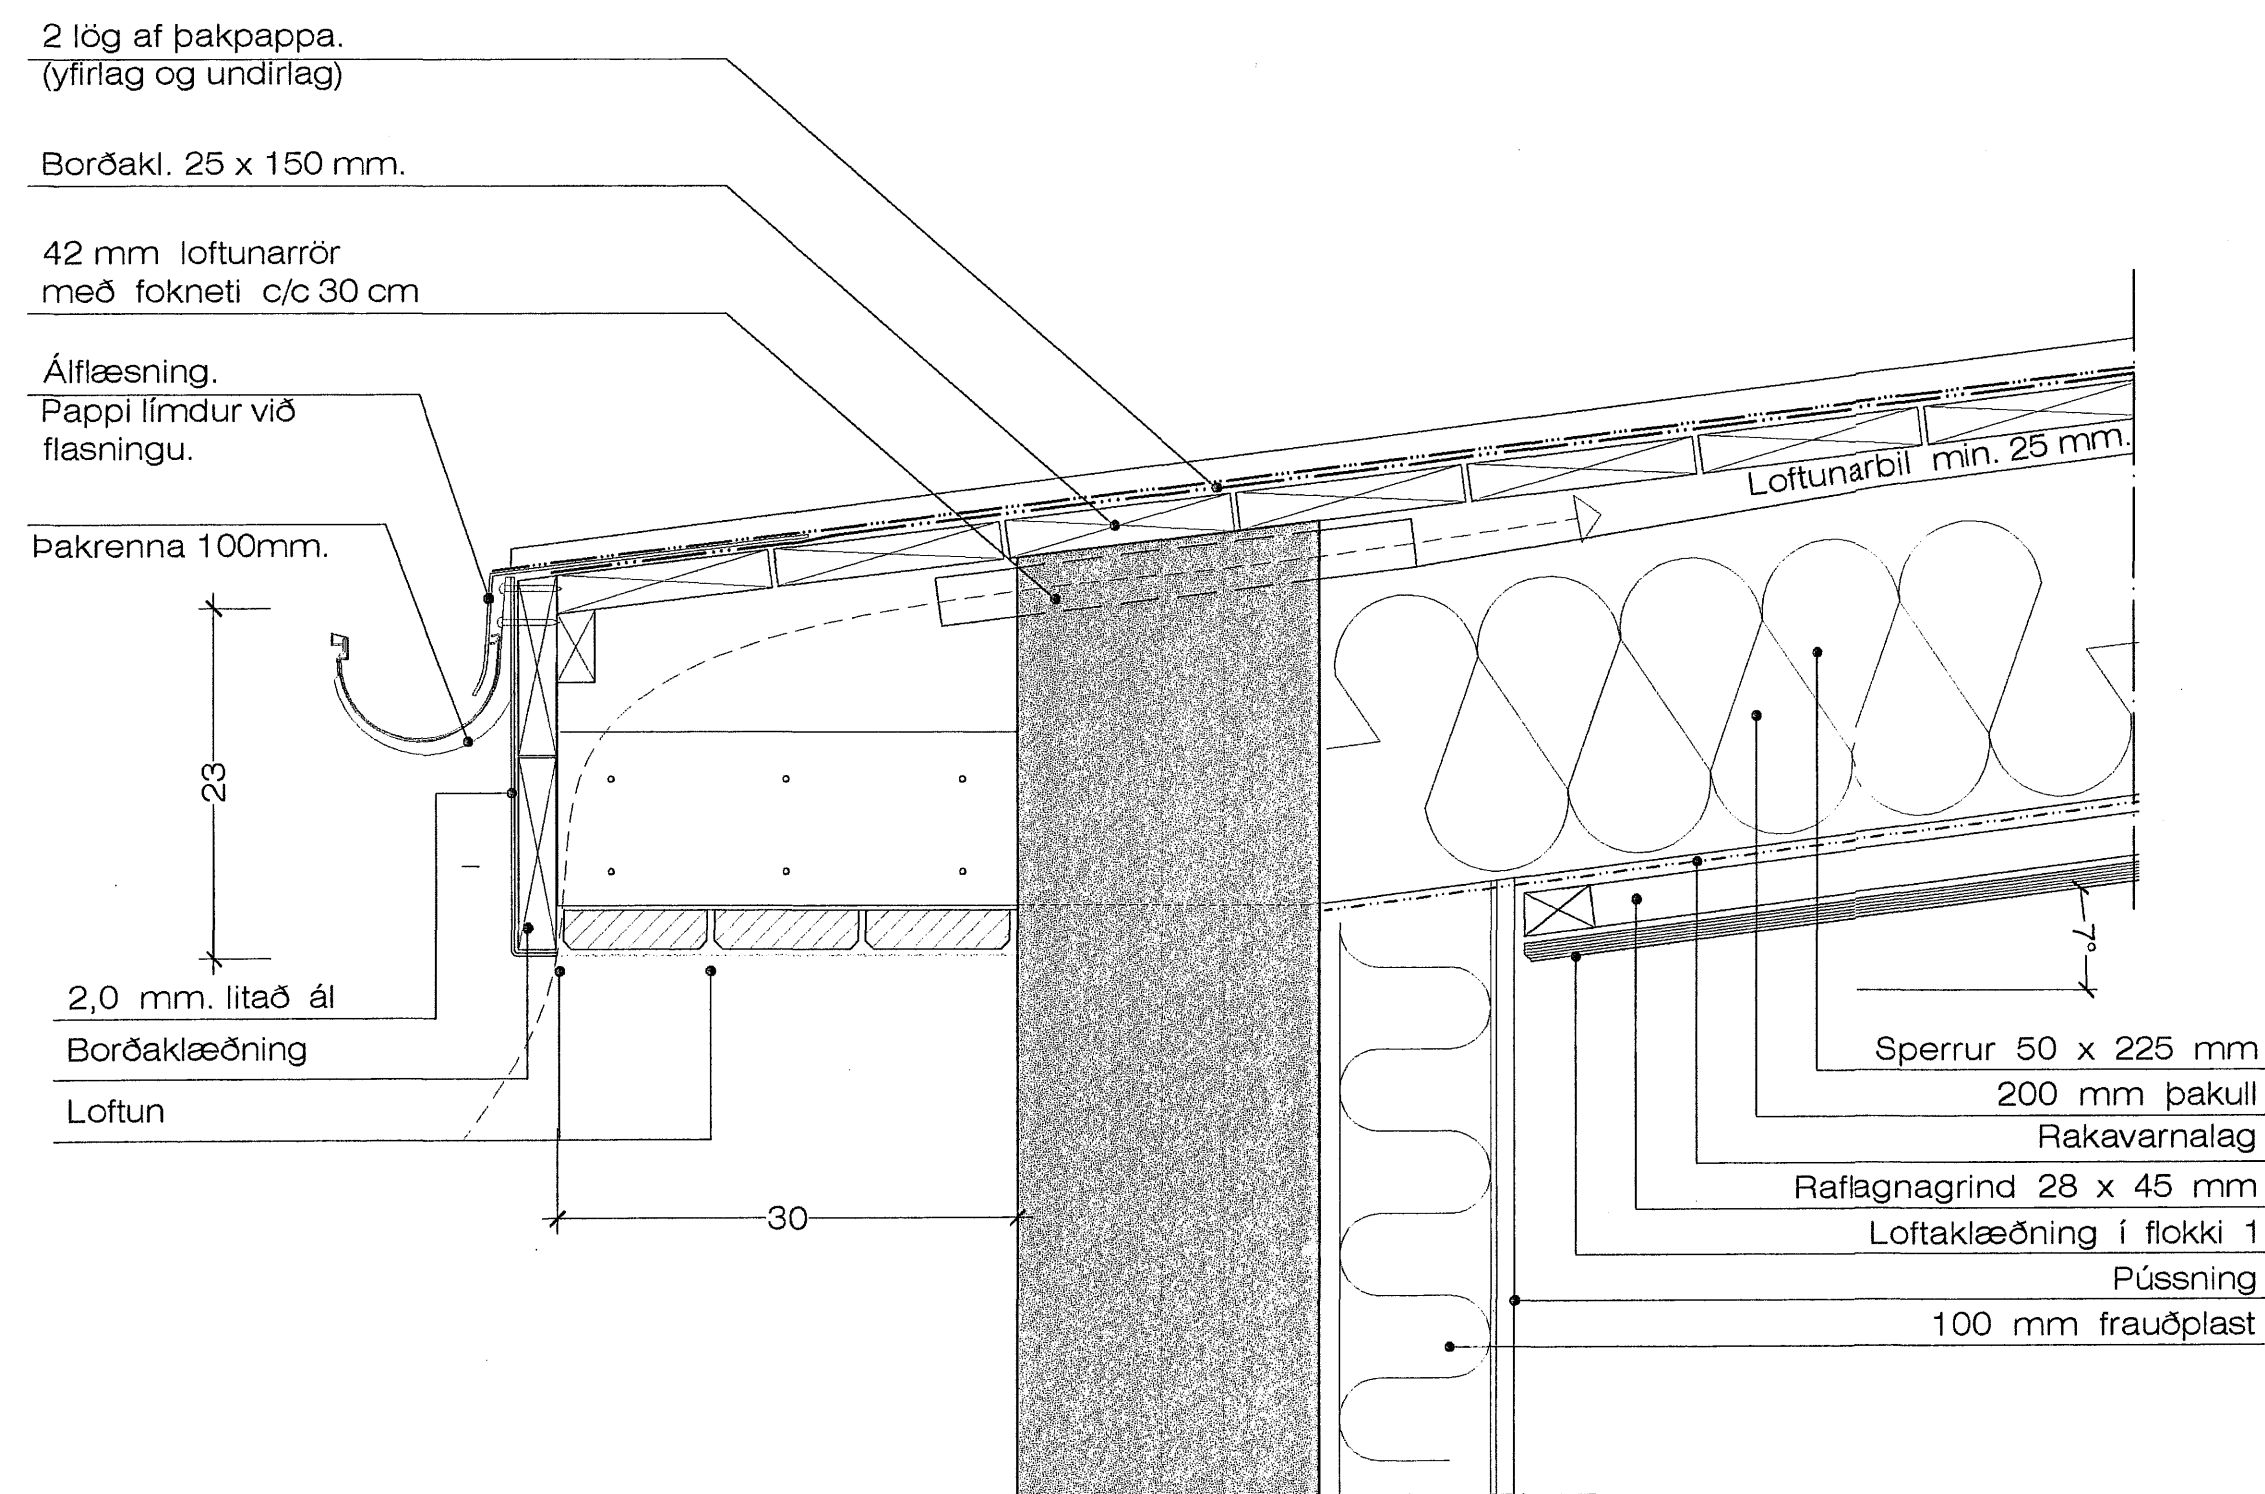 2 lög af þakpappa.
(yfirlag og undirlag)
Borðakl. 25 x 150 mm.
42 mm loftunarrör
með fokneti c/c 30 cm
Álflæsning.
Pappi límdur við
flasningu.
Þakrenna 100mm.
Loftunarbil min. 25 mm.
23
7°
2,0 mm. litað ál
Borðaklæðning
Loftun
30
Sperrur 50 x 225 mm
200 mm þakull
Rakavarnalag
Raflagnagrind 28 x 45 mm
Loftaklæðning í flokki 1
Pússning
100 mm frauðplast